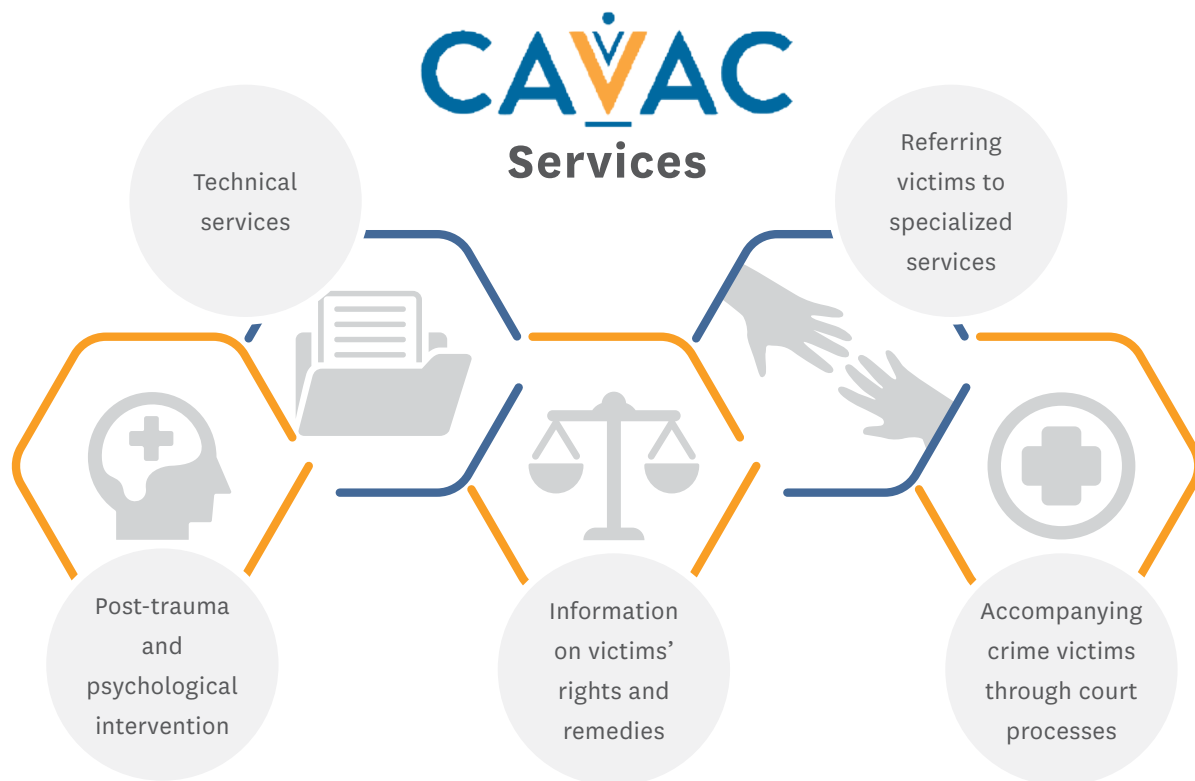 CAVAC
Services
Technical
services
Referring
victims to
specialized
services
Post-trauma
and
psychological
intervention
Information
on victims’
rights and
remedies
Accompanying
crime victims
through court
processes